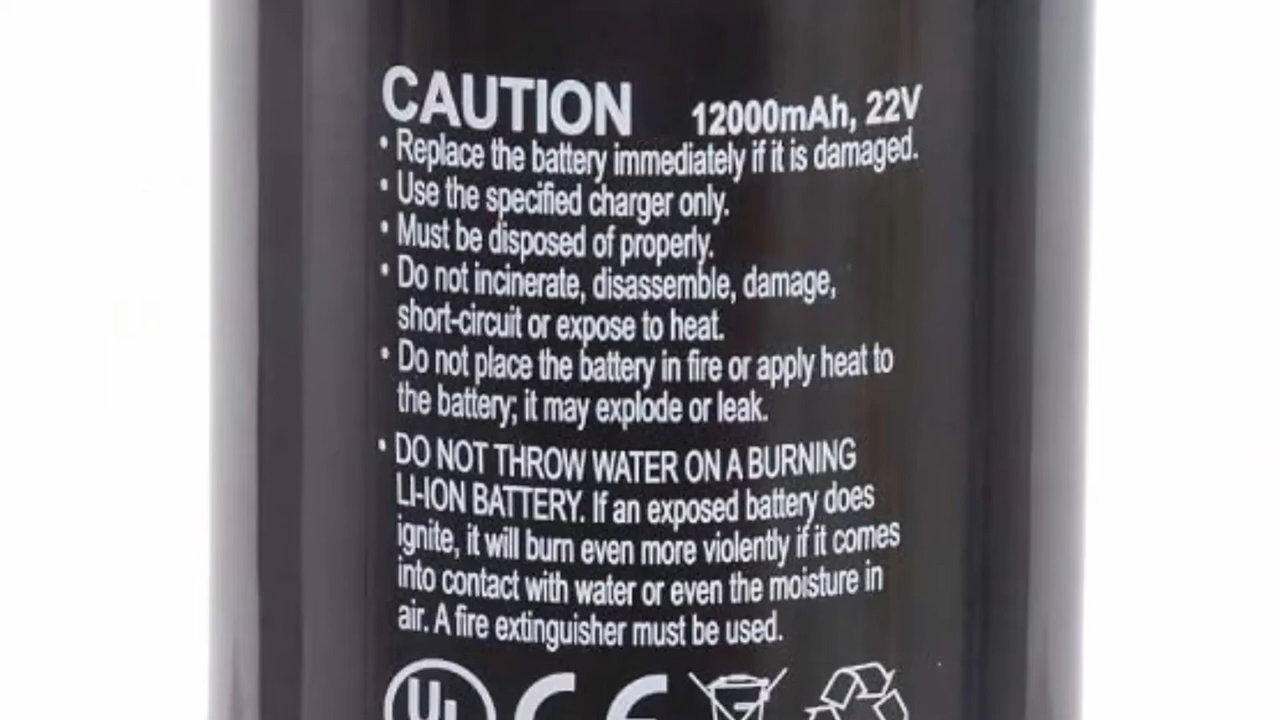 CAUTION 12000mAh, 22V
• Replace the battery immediately if it is damaged.
• Use the specified charger only.
• Must be disposed of properly.
• Do not incinerate, disassemble, damage,
short-circuit or expose to heat.
• Do not place the battery in fire or apply heat to
the battery; it may explode or leak.
• DO NOT THROW WATER ON A BURNING
LI-ION BATTERY. If an exposed battery does
ignite, it will burn even more violently if it comes
into contact with water or even the moisture in
air. A fire extinguisher must be used.
UL CE